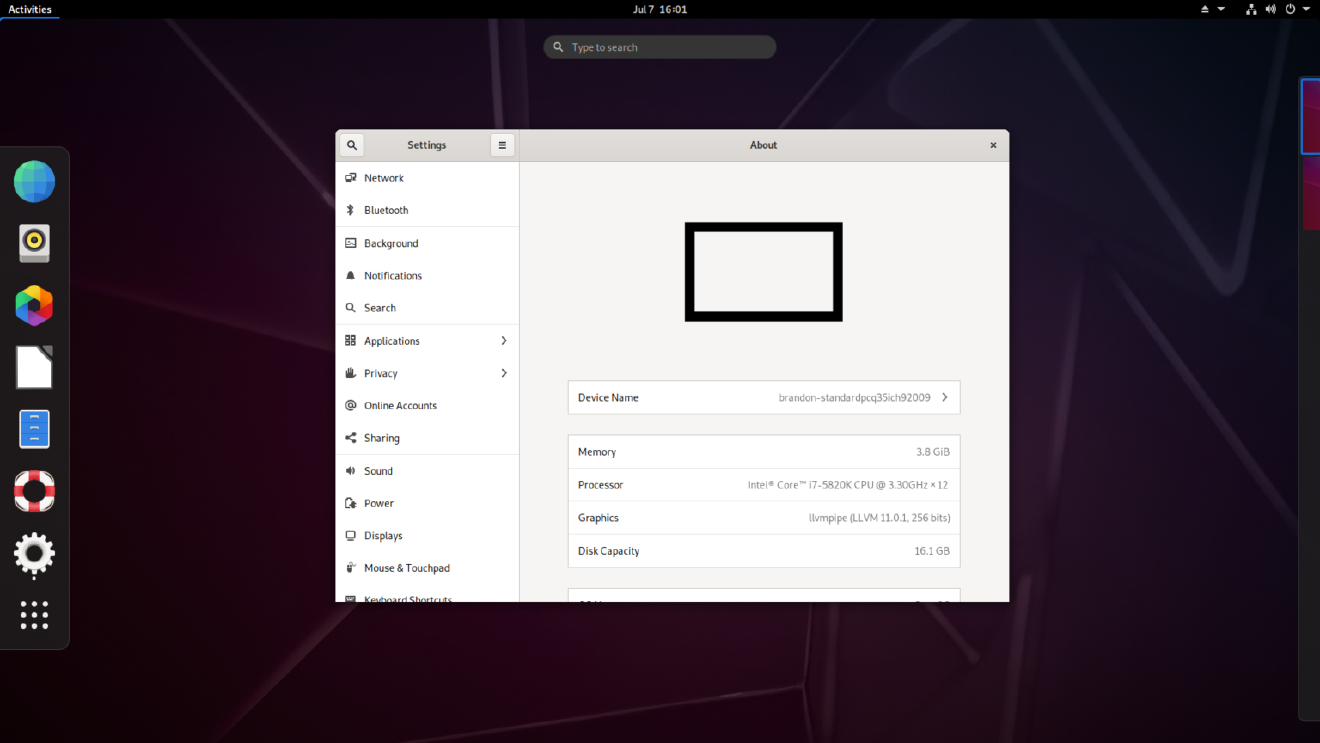 Activities
Jul 7 16:01
Type to search
Settings
About
Network
Bluetooth
Background
Notifications
Search
Applications
Privacy
Online Accounts
Sharing
Sound
Power
Displays
Mouse & Touchpad
Keyboard Shortcuts
Device Name brandon-standardpcq35ich92009
Memory 3.8 GiB
Processor Intel® Core™ i7-5820K CPU @ 3.30GHz × 12
Graphics llvmpipe (LLVM 11.0.1, 256 bits)
Disk Capacity 16.1 GB